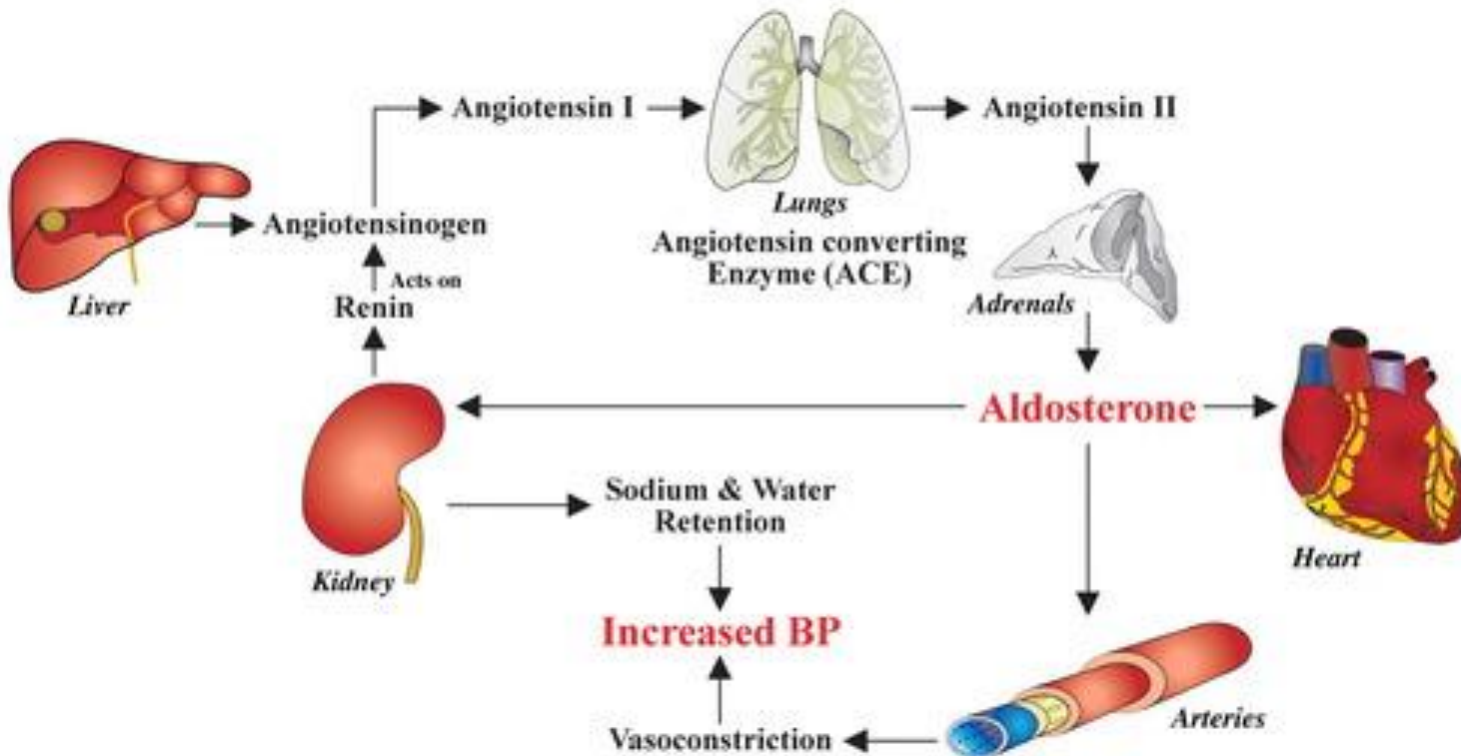 Angiotensin I
Angiotensin II
Lungs
Angiotensin converting
Enzyme (ACE)
Angiotensinogen
Acts on
Renin
Liver
Adrenals
Aldosterone
Sodium & Water
Retention
Kidney
Heart
Increased BP
Vasoconstriction
Arteries